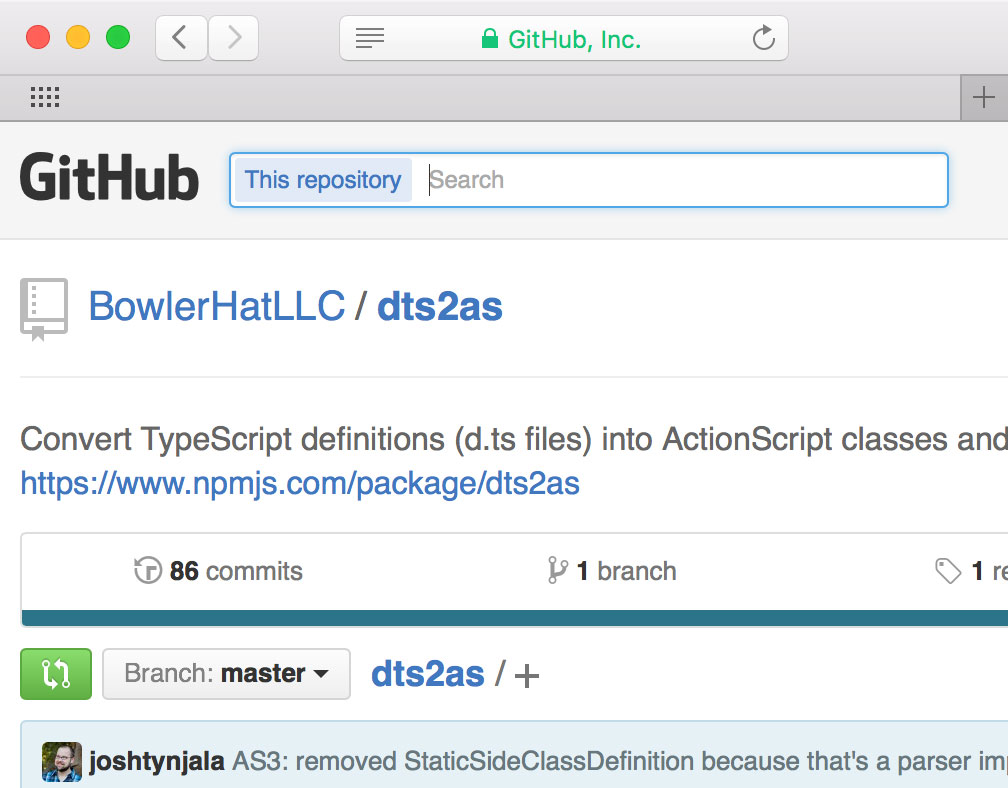 GitHub, Inc.
GitHub This repository Search
BowlerHatLLC / dts2as
Convert TypeScript definitions (d.ts files) into ActionScript classes and
https://www.npmjs.com/package/dts2as
86 commits 1 branch 1 re
Branch: master dts2as / +
joshtynjala AS3: removed StaticSideClassDefinition because that's a parser imp